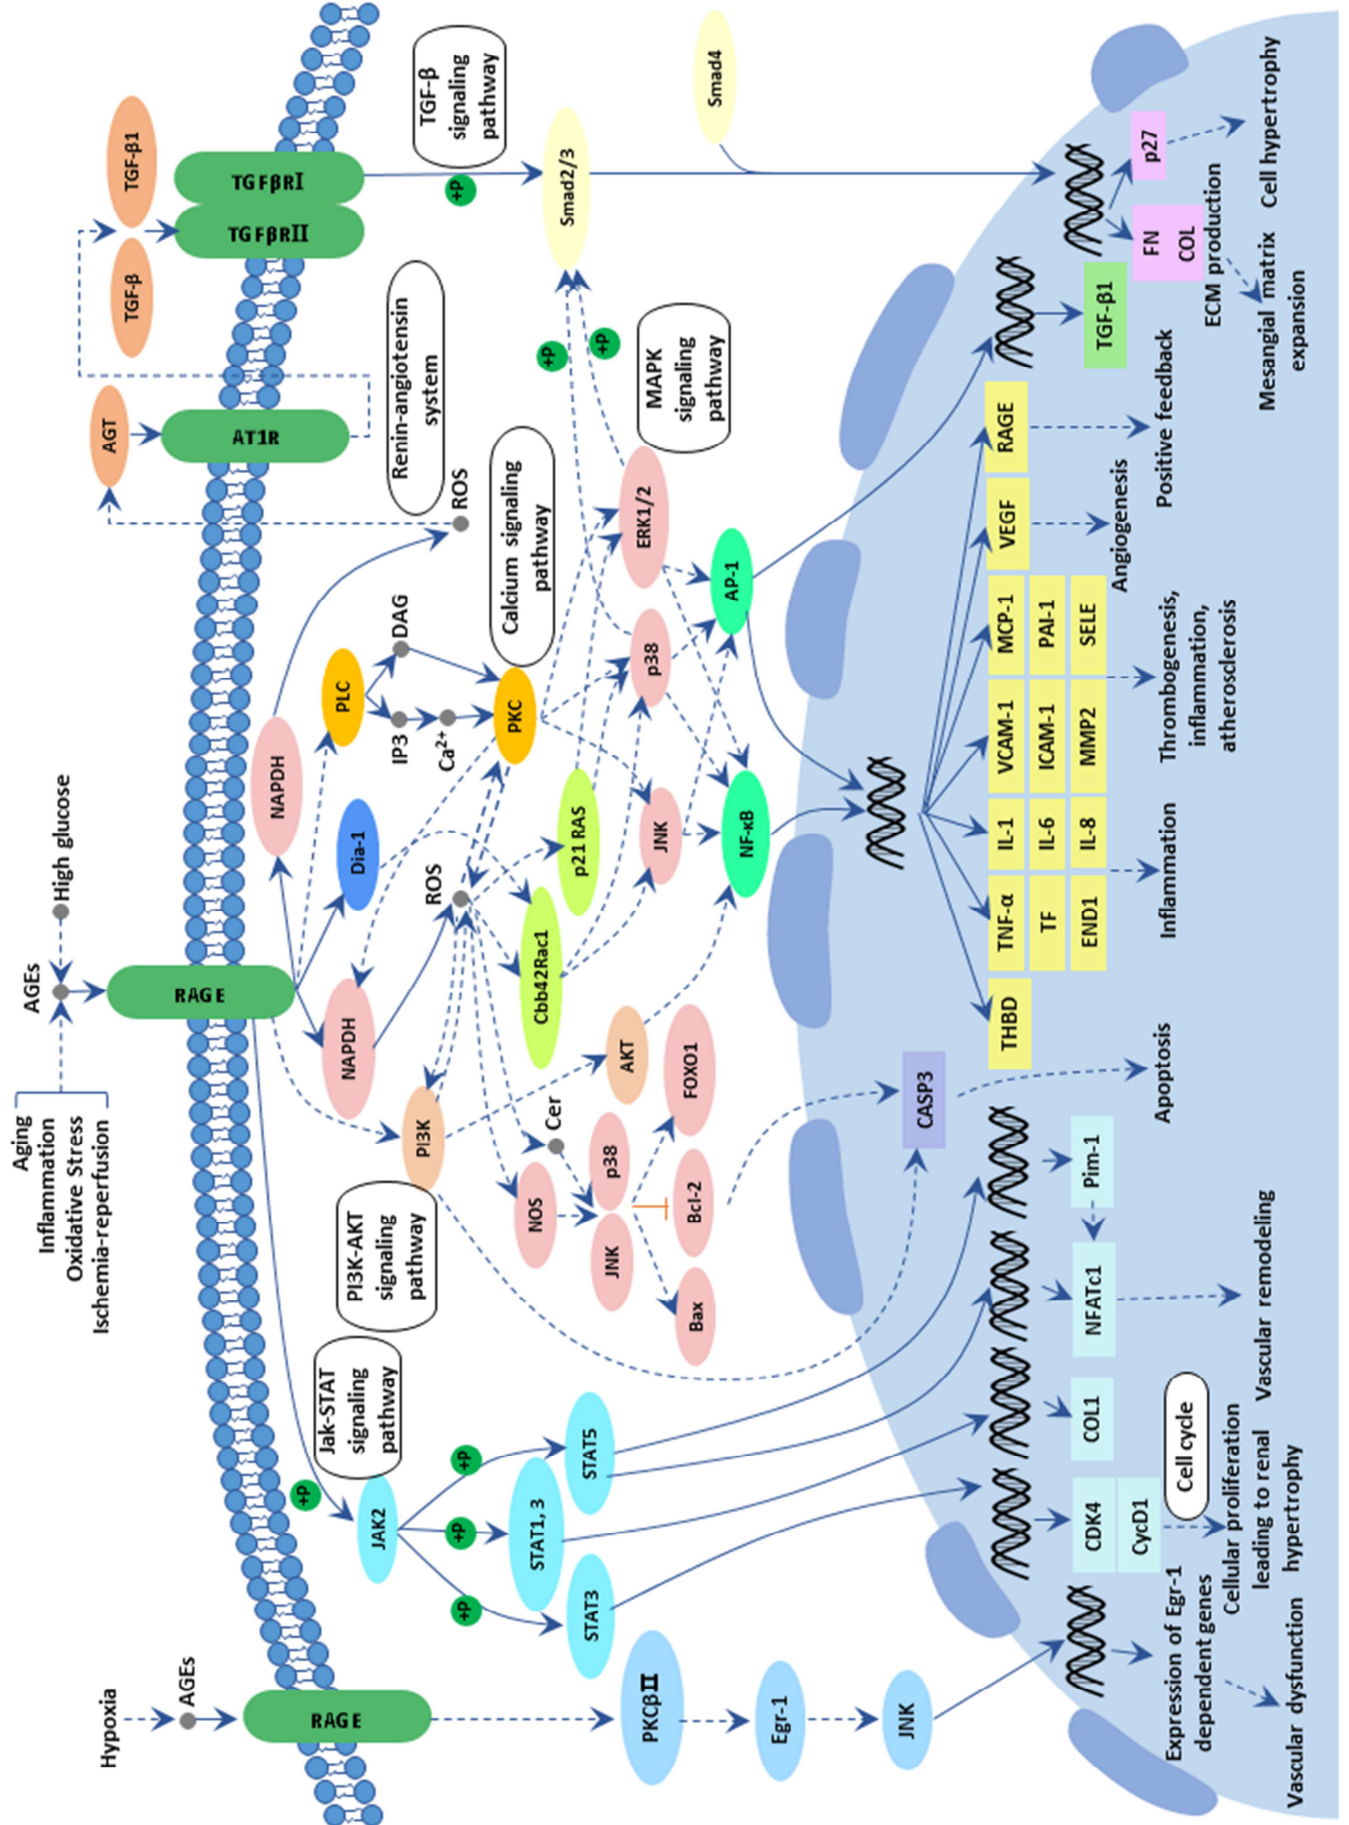 Hypoxia
AGEs
RAGE
Aging
Inflammation
Oxidative Stress
Ischemia-reperfusion
AGEs
High glucose
RAGE
NAPDH
NAPDH
Dia-1
PLC
IP3
DAG
Ca2+
PKC
ROS
ROS
AGT
AT1R
TGF-β
TGF-β1
TGFβRII
TGFβRI
Renin-angiotensin
system
Calcium signaling
pathway
TGF-β
signaling
pathway
MAPK
signaling
pathway
PI3K-AKT
signaling
pathway
Jak-STAT
signaling
pathway
+P
+P
+P
+P
+P
+P
+P
JAK2
STAT3
STAT1, 3
STAT5
PI3K
NOS
Cer
JNK
p38
Bax
Bcl-2
FOXO1
AKT
Cbb42Rac1
p21 RAS
JNK
p38
ERK1/2
NF-κB
AP-1
Smad2/3
Smad4
PKCβII
Egr-1
JNK
Expression of Egr-1
dependent genes
Vascular dysfunction
CDK4
CycD1
Cell cycle
Cellular proliferation
leading to renal
hypertrophy
COL1
NFATc1
Pim-1
Vascular remodeling
CASP3
Apoptosis
THBD
TNF-α
TF
END1
IL-1
IL-6
IL-8
Inflammation
VCAM-1
ICAM-1
MMP2
MCP-1
PAI-1
SELE
Thrombogenesis,
inflammation,
atherosclerosis
VEGF
Angiogenesis
RAGE
Positive feedback
TGF-β1
FN
COL
p27
ECM production
Mesangial matrix
expansion
Cell hypertrophy